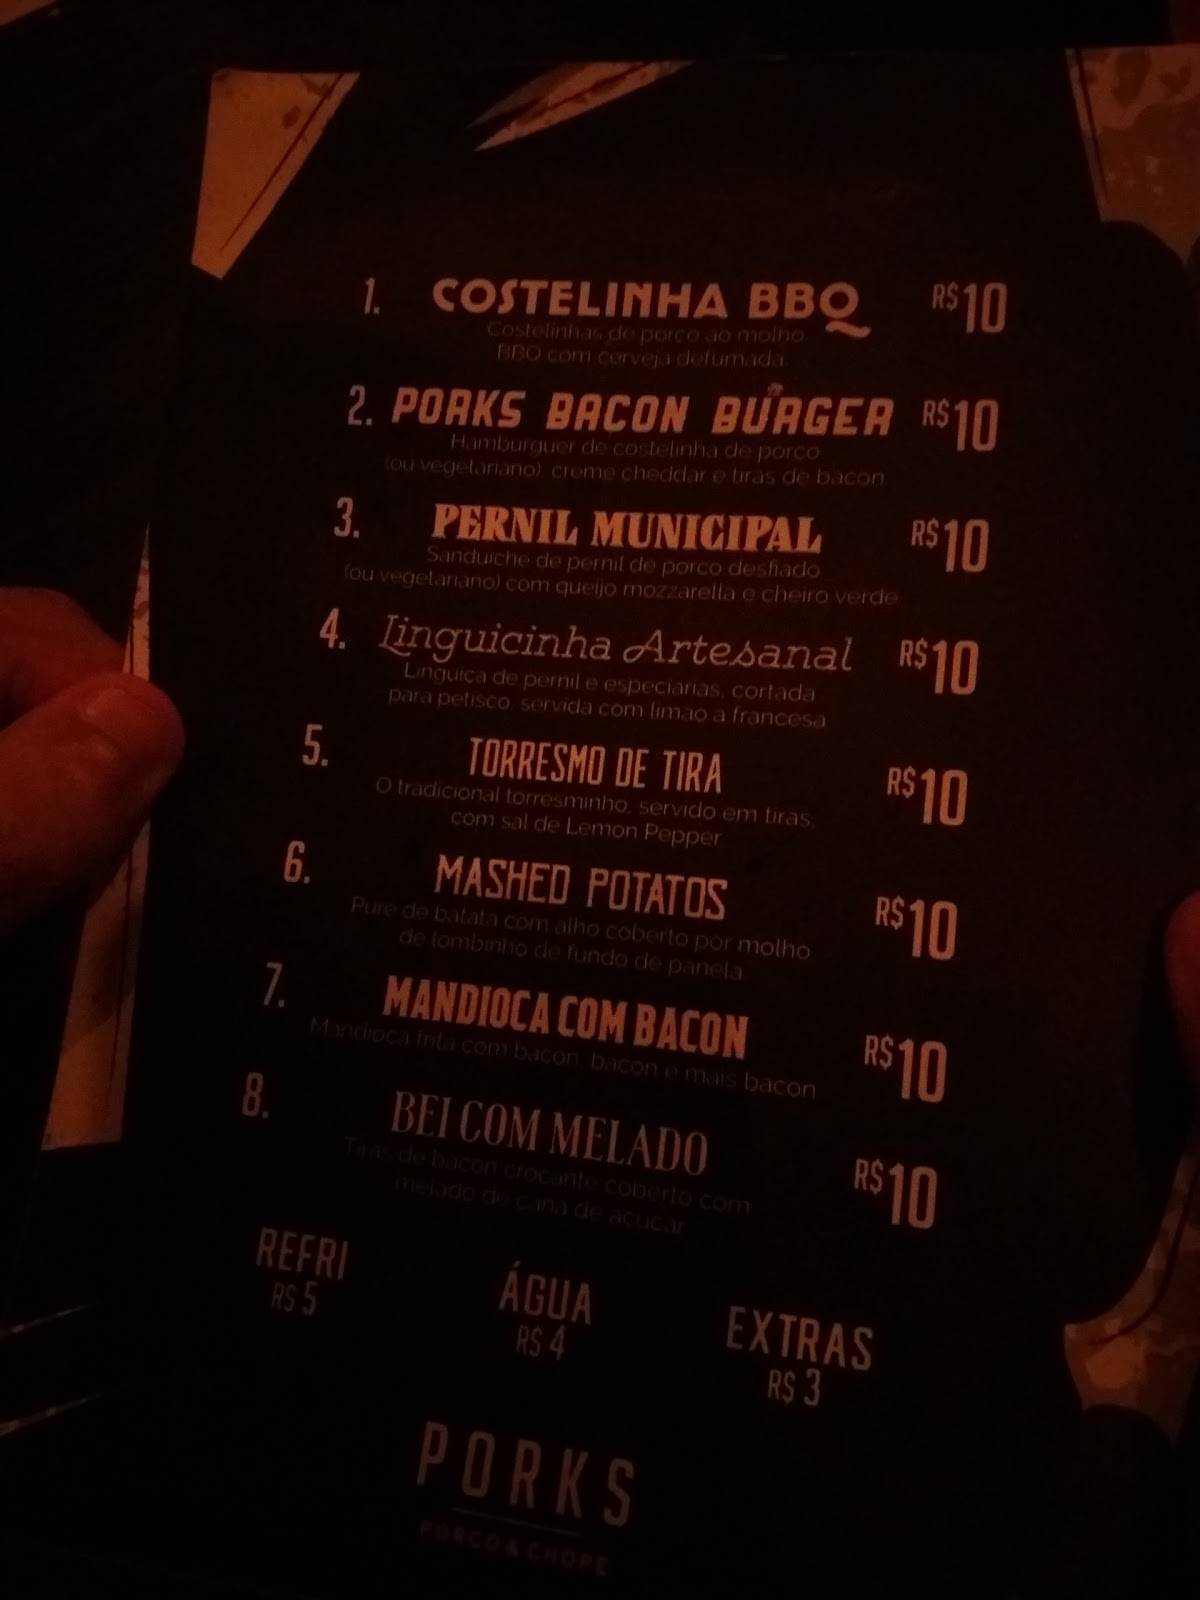 1. COSTELINHA BBQ R$10
Costelinhas de porco ao molho
BBQ com cerveja defumada.
2. PORKS BACON BURGER R$10
Hamburguer de costelinha de porco
(ou vegetariano), creme cheddar e tiras de bacon
3. PERNIL MUNICIPAL R$10
Sanduiche de pernil de porco desfiado
(ou vegetariano) com queijo mozzarella e cheiro verde
4. Linguicinha Artesanal R$10
Linguiça de pernil e especiarias, cortada
para petisco, servida com limão a francesa
5. TORRESMO DE TIRA R$10
O tradicional torresminho, servido em tiras,
com sal de Lemon Pepper
6. MASHED POTATOS R$10
Pure de batata com alho coberto por molho
de lombinho de fundo de panela
7. MANDIOCA COM BACON R$10
Mandioca frita com bacon, bacon e mais bacon
8. BEI COM MELADO R$10
Tiras de bacon crocante coberto com
melado de cana de açucar
REFRI ÁGUA EXTRAS
R$ 5 R$ 4 R$ 3
PORKS
PORCO & CHOPE